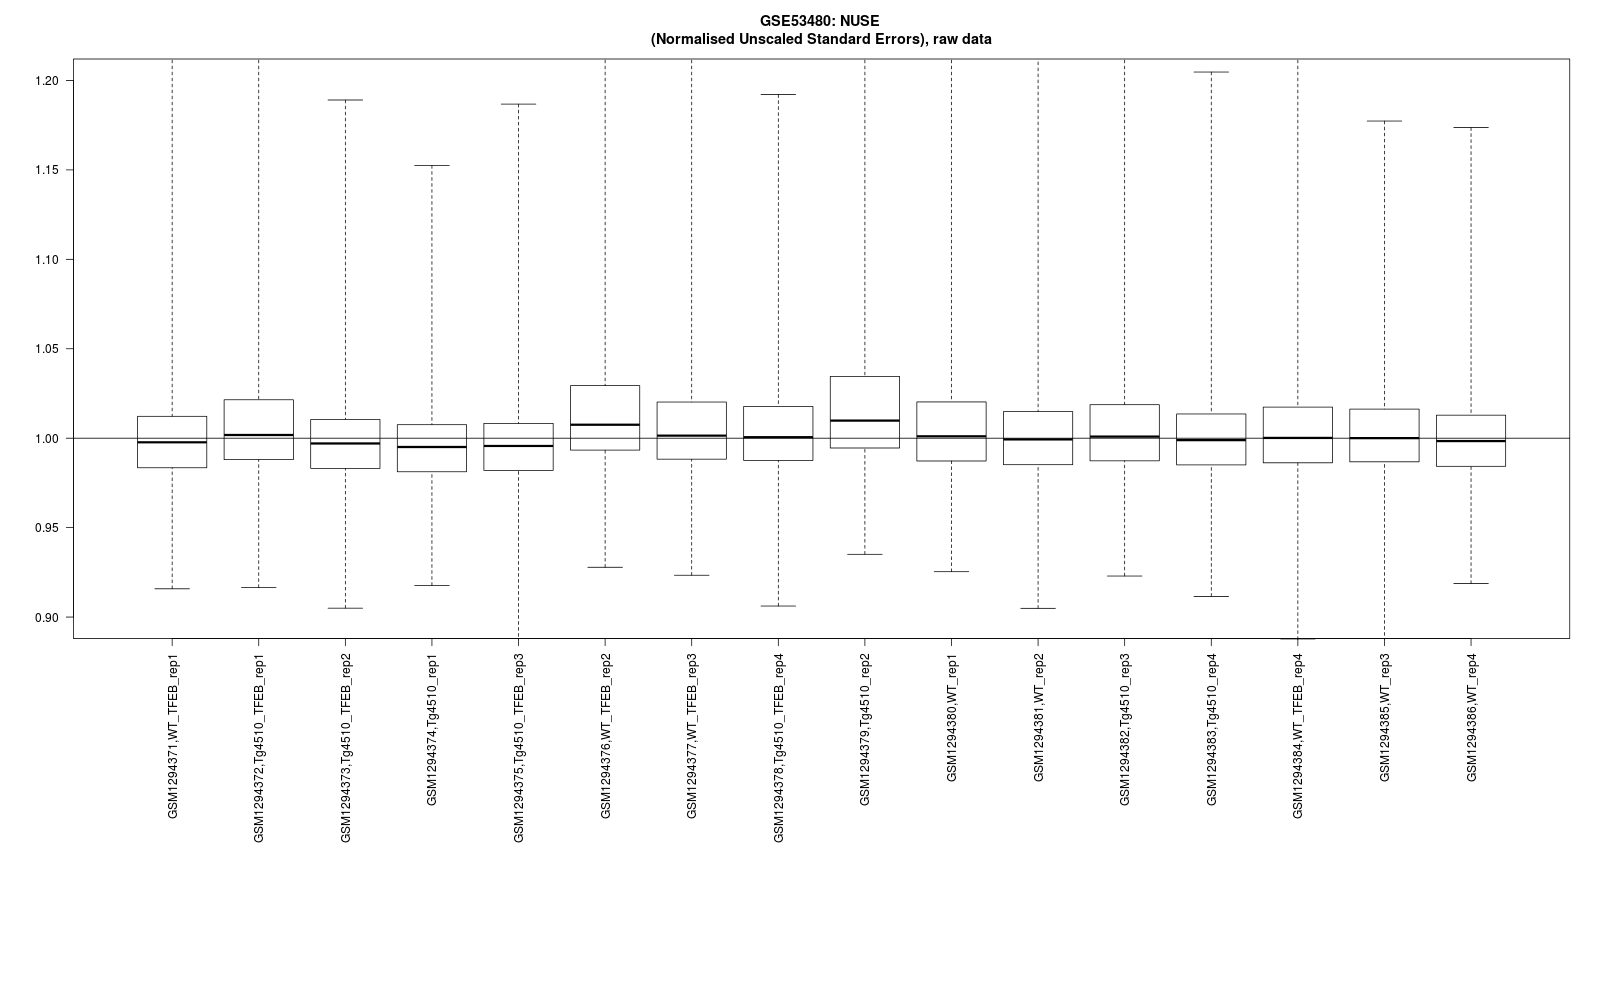 GSE53480: NUSE
(Normalised Unscaled Standard Errors), raw data
1.20
1.15
1.10
1.05
1.00
0.95
0.90
GSM1294371,WT_TFEB_rep1
GSM1294372,Tg4510_TFEB_rep1
GSM1294373,Tg4510_TFEB_rep2
GSM1294374,Tg4510_rep1
GSM1294375,Tg4510_TFEB_rep3
GSM1294376,WT_TFEB_rep2
GSM1294377,WT_TFEB_rep3
GSM1294378,Tg4510_TFEB_rep4
GSM1294379,Tg4510_rep2
GSM1294380,WT_rep1
GSM1294381,WT_rep2
GSM1294382,Tg4510_rep3
GSM1294383,Tg4510_rep4
GSM1294384,WT_TFEB_rep4
GSM1294385,WT_rep3
GSM1294386,WT_rep4